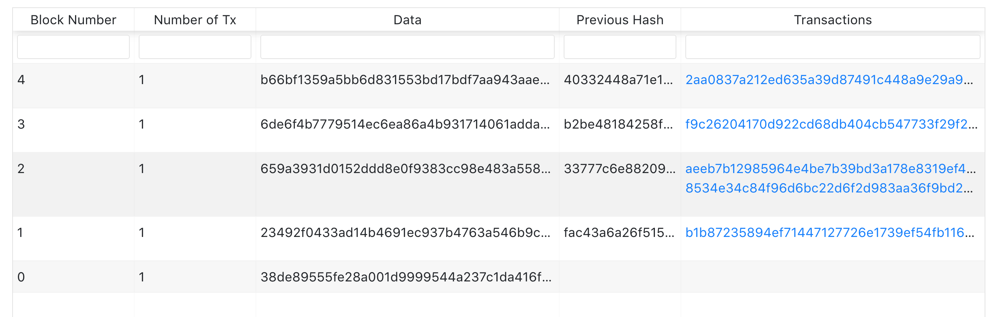 Block Number Number of Tx Data Previous Hash Transactions
4 1 b66bf1359a5bb6d831553bd17bdf7aa943aae... 40332448a71e1... 2aa0837a212ed635a39d87491c448a9e29a9...
3 1 6de6f4b7779514ec6ea86a4b931714061adda... b2be48184258f... f9c26204170d922cd68db404cb547733f29f2...
2 1 659a3931d0152ddd8e0f9383cc98e483a558... 33777c6e88209... aeeb7b12985964e4be7b39bd3a178e8319ef4...
8534e34c84f96d6bc22d6f2d983aa36f9bd2...
1 1 23492f0433ad14b4691ec937b4763a546b9c... fac43a6a26f515... b1b87235894ef71447127726e1739ef54fb116...
0 1 38de89555fe28a001d9999544a237c1da416f...